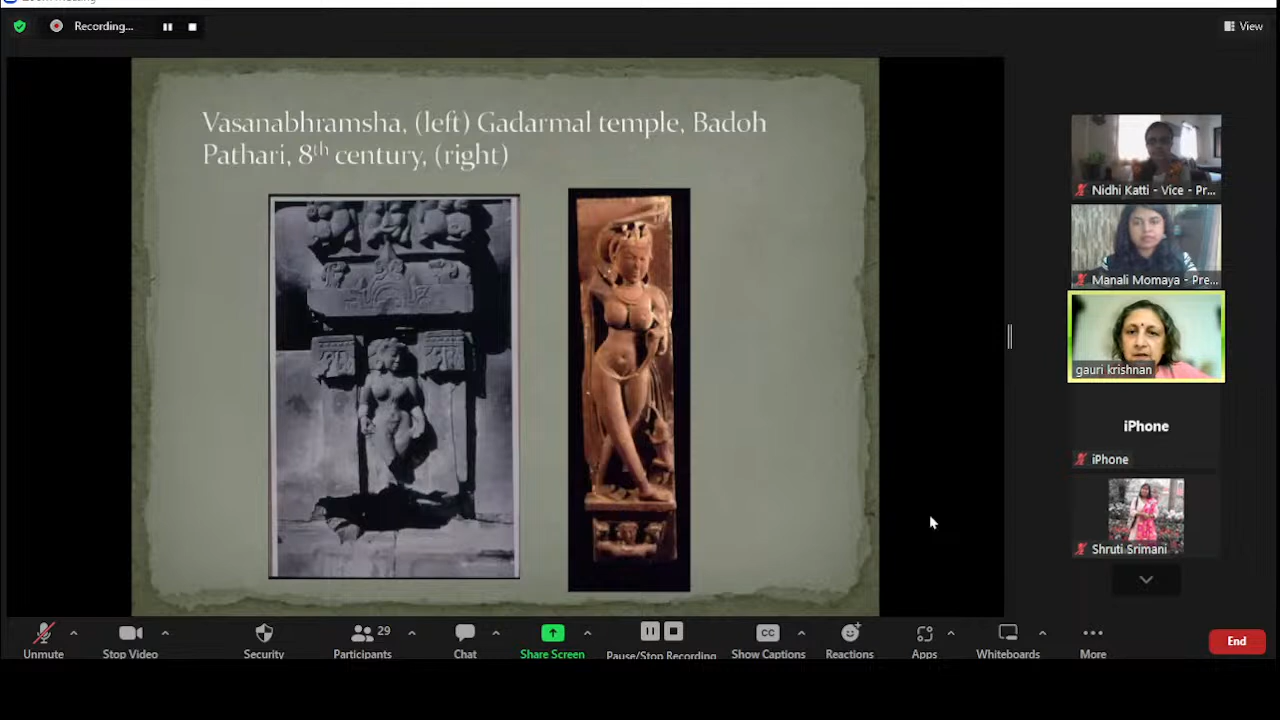 Recording...
View
Vasanabhramsha, (left) Gadarmal temple, Badoh
Pathari, 8th century, (right)
Nidhi Katti - Vice - Pr...
Manali Momaya - Pre...
gauri krishnan
iPhone
iPhone
Shruti Srimani
29
Unmute
Stop Video
Security
Participants
Chat
Share Screen
Pause/Stop Recording
CC
Show Captions
Reactions
Apps
Whiteboards
More
End